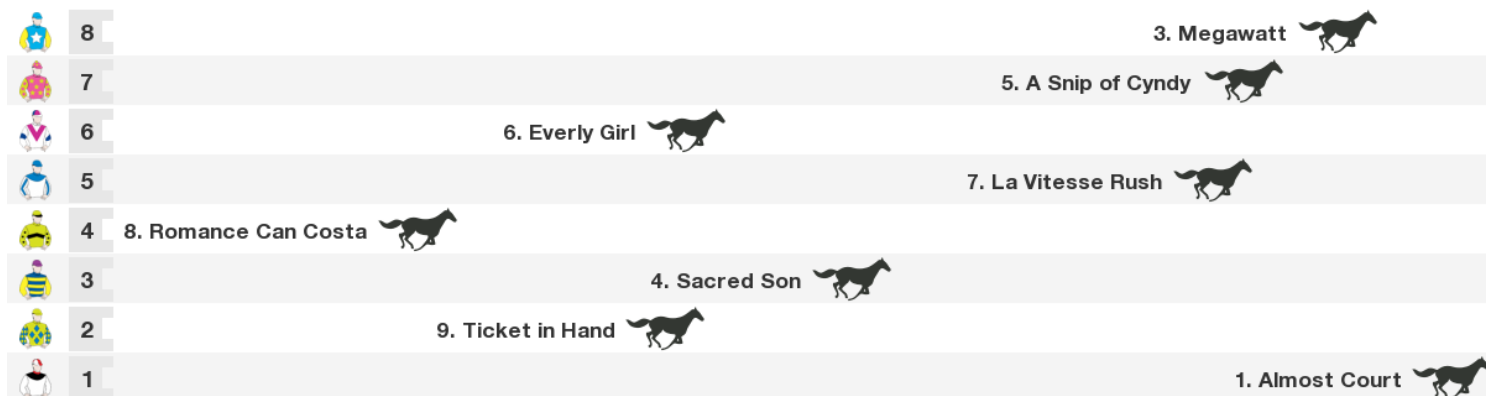 8 3. Megawatt
7 5. A Snip of Cyndy
6 6. Everly Girl
5 7. La Vitesse Rush
4 8. Romance Can Costa
3 4. Sacred Son
2 9. Ticket in Hand
1 1. Almost Court